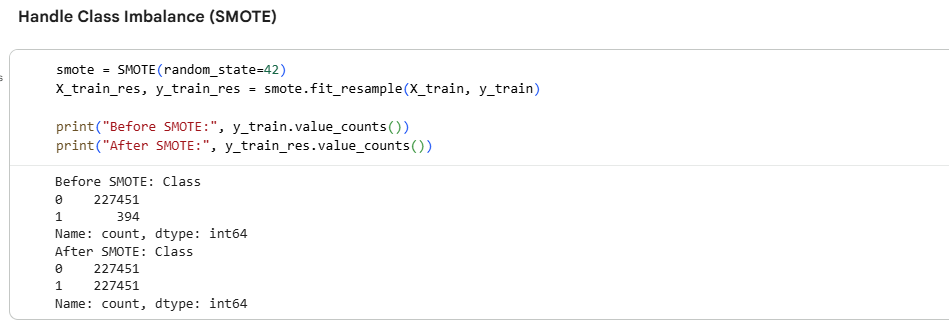 Handle Class Imbalance (SMOTE)
s
smote = SMOTE(random_state=42)
X_train_res, y_train_res = smote.fit_resample(X_train, y_train)
print("Before SMOTE:", y_train.value_counts())
print("After SMOTE:", y_train_res.value_counts())
Before SMOTE: Class
0    227451
1       394
Name: count, dtype: int64
After SMOTE: Class
0    227451
1    227451
Name: count, dtype: int64